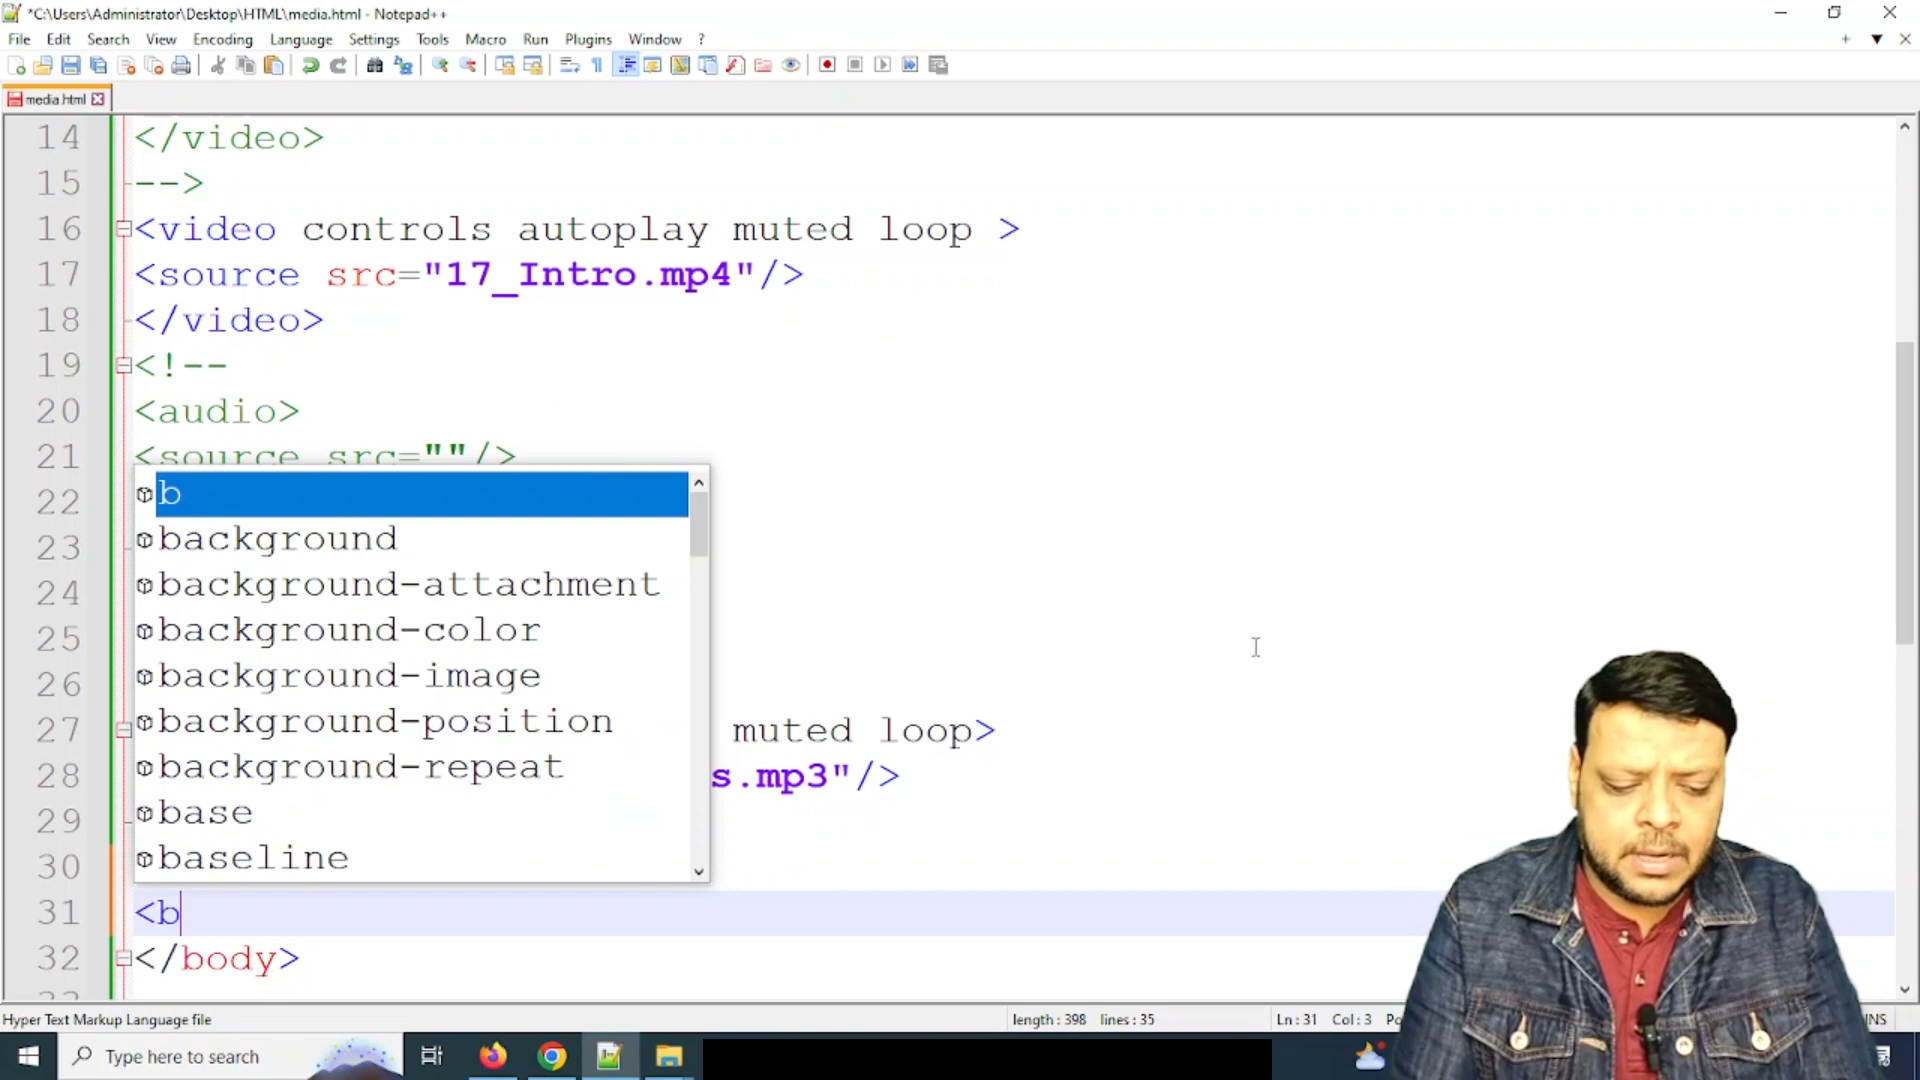 *C:\Users\Administrator\Desktop\HTML\media.html - Notepad++
File Edit Search View Encoding Language Settings Tools Macro Run Plugins Window ?
media.html
14 </video>
15 -->
16 <video controls autoplay muted loop >
17 <source src="17_Intro.mp4"/>
18 </video>
19 <!--
20 <audio>
21 <source src=""/>
22 b
23 background
24 background-attachment
25 background-color
26 background-image
background-position
27 muted loop>
28 background-repeat s.mp3"/>
29 base
30 baseline
31 <b
32 </body>
Hyper Text Markup Language file length : 398 lines : 35 Ln : 31 Col : 3 INS
Type here to search